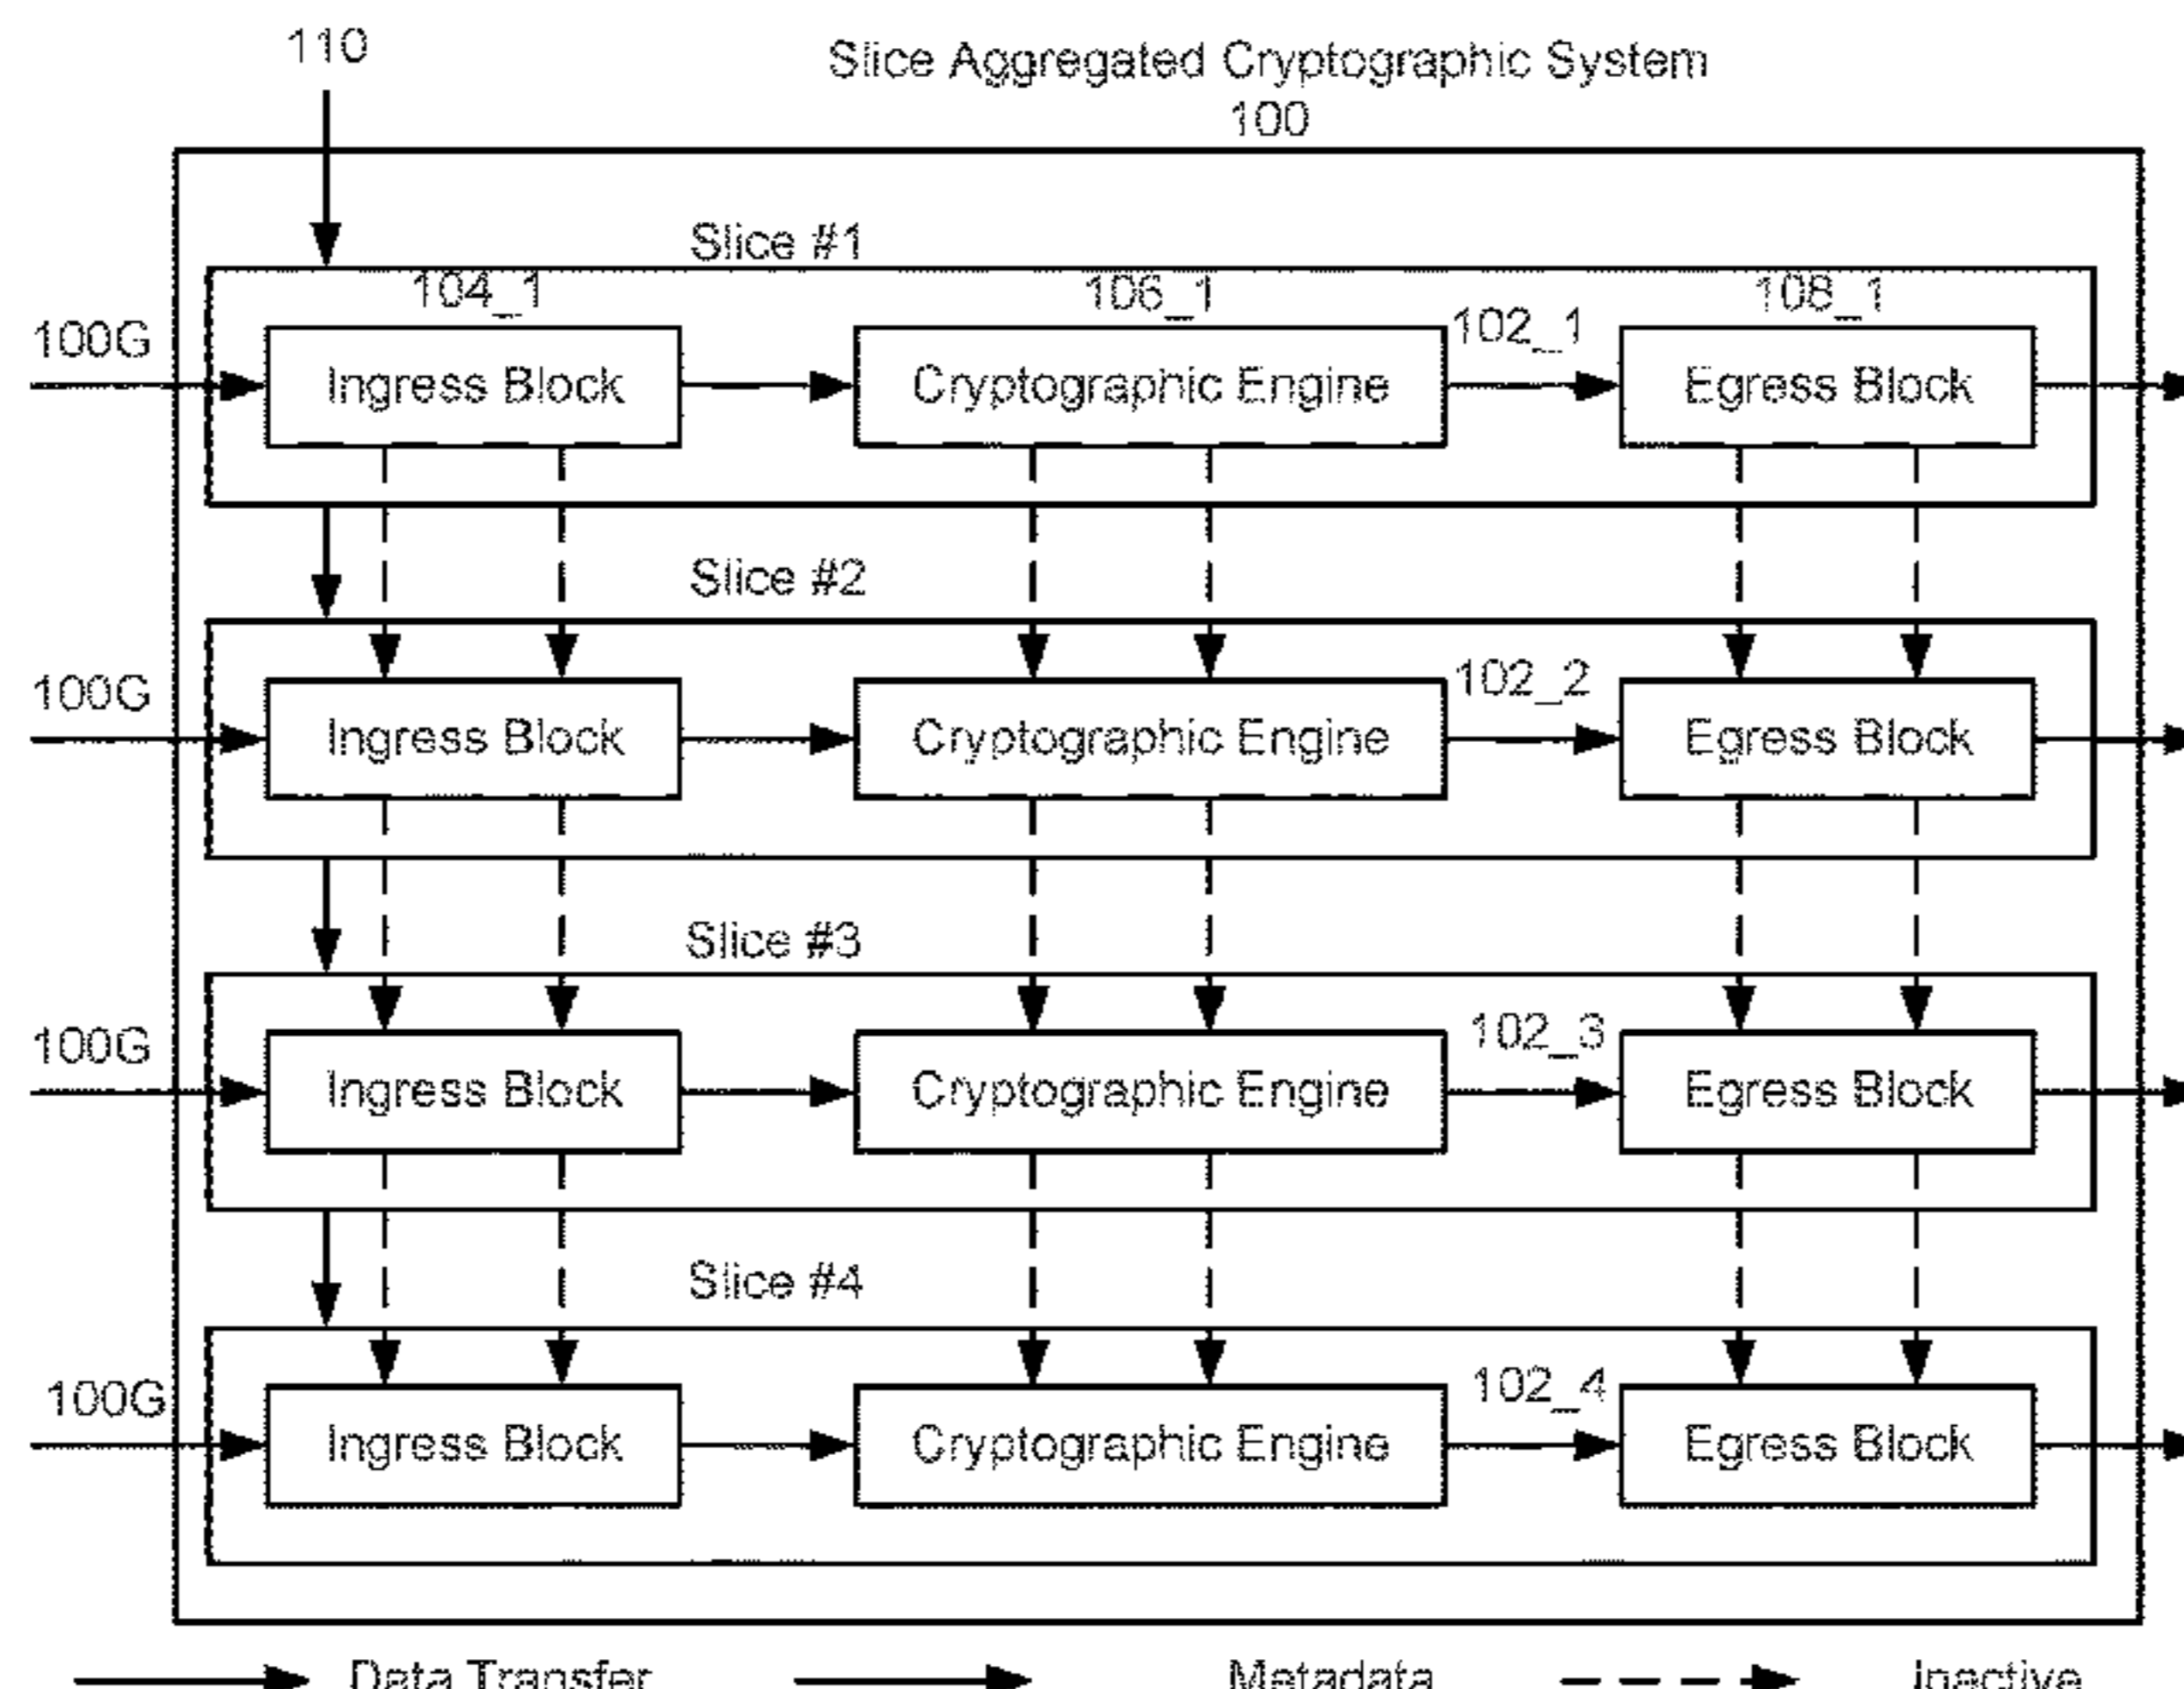 110
Slice Aggregated Cryptographic System
100
Slice #1
104_1
106_1
102_1
108_1
100G
Ingress Block
Cryptographic Engine
Egress Block
Slice #2
100G
102_2
Ingress Block
Cryptographic Engine
Egress Block
Slice #3
100G
102_3
Ingress Block
Cryptographic Engine
Egress Block
Slice #4
100G
102_4
Ingress Block
Cryptographic Engine
Egress Block
Data Transfer Metadata Inactive